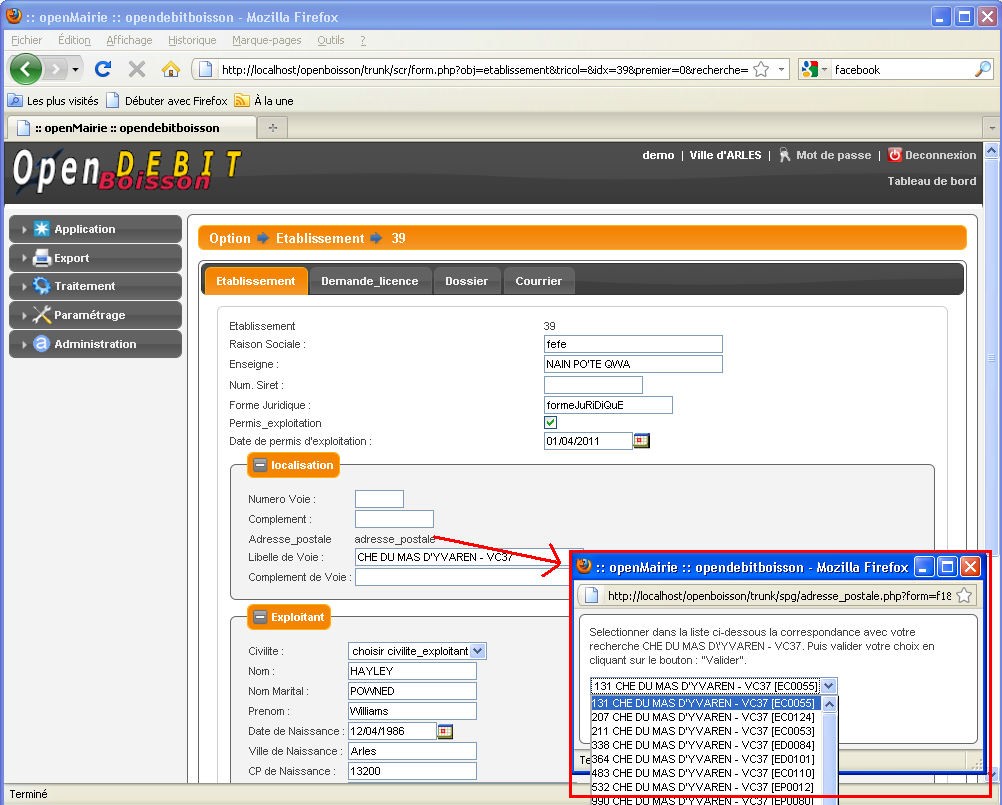 :: openMairie :: opendebitboisson - Mozilla Firefox
Fichier Édition Affichage Historique Marque-pages Outils ?
http://localhost/openboisson/trunk/scr/form.php?obj=etablissement&tricol=&idx=39&premier=0&recherche= facebook
Les plus visités Débuter avec Firefox À la une
:: openMairie :: opendebitboisson
Open DEBIT Boisson
demo | Ville d'ARLES | Mot de passe | Deconnexion
Tableau de bord
Application
Export
Traitement
Paramétrage
Administration
Option Etablissement 39
Etablissement Demande_licence Dossier Courrier
Etablissement 39
Raison Sociale : fefe
Enseigne : NAIN PO'TE QWA
Num. Siret :
Forme Juridique : formeJuRiDiQuE
Permis_exploitation
Date de permis d'exploitation : 01/04/2011
localisation
Numero Voie :
Complement :
Adresse_postale adresse_postale
Libelle de Voie : CHE DU MAS D'YVAREN - VC37
Complement de Voie :
Exploitant
Civilite : choisir civilite_exploitant
Nom : HAYLEY
Nom Marital : POWNED
Prenom : Williams
Date de Naissance : 12/04/1986
Ville de Naissance : Arles
CP de Naissance : 13200
Terminé
:: openMairie :: opendebitboisson - Mozilla Firefox
http://localhost/openboisson/trunk/spg/adresse_postale.php?form=f18
Selectionner dans la liste ci-dessous la correspondance avec votre
recherche CHE DU MAS D'YVAREN - VC37. Puis valider votre choix en
cliquant sur le bouton : "Valider".
131 CHE DU MAS D'YVAREN - VC37 [EC0055]
131 CHE DU MAS D'YVAREN - VC37 [EC0055]
207 CHE DU MAS D'YVAREN - VC37 [EC0124]
211 CHE DU MAS D'YVAREN - VC37 [EC0053]
338 CHE DU MAS D'YVAREN - VC37 [ED0084]
364 CHE DU MAS D'YVAREN - VC37 [ED0101]
483 CHE DU MAS D'YVAREN - VC37 [EC0110]
532 CHE DU MAS D'YVAREN - VC37 [EP0012]
990 CHE DU MAS D'YVAREN - VC37 [EP0080]
Te